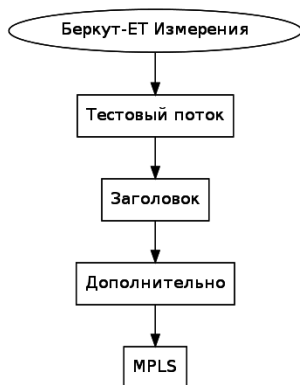 Беркут-ЕТ Измерения
Тестовый поток
Заголовок
Дополнительно
MPLS